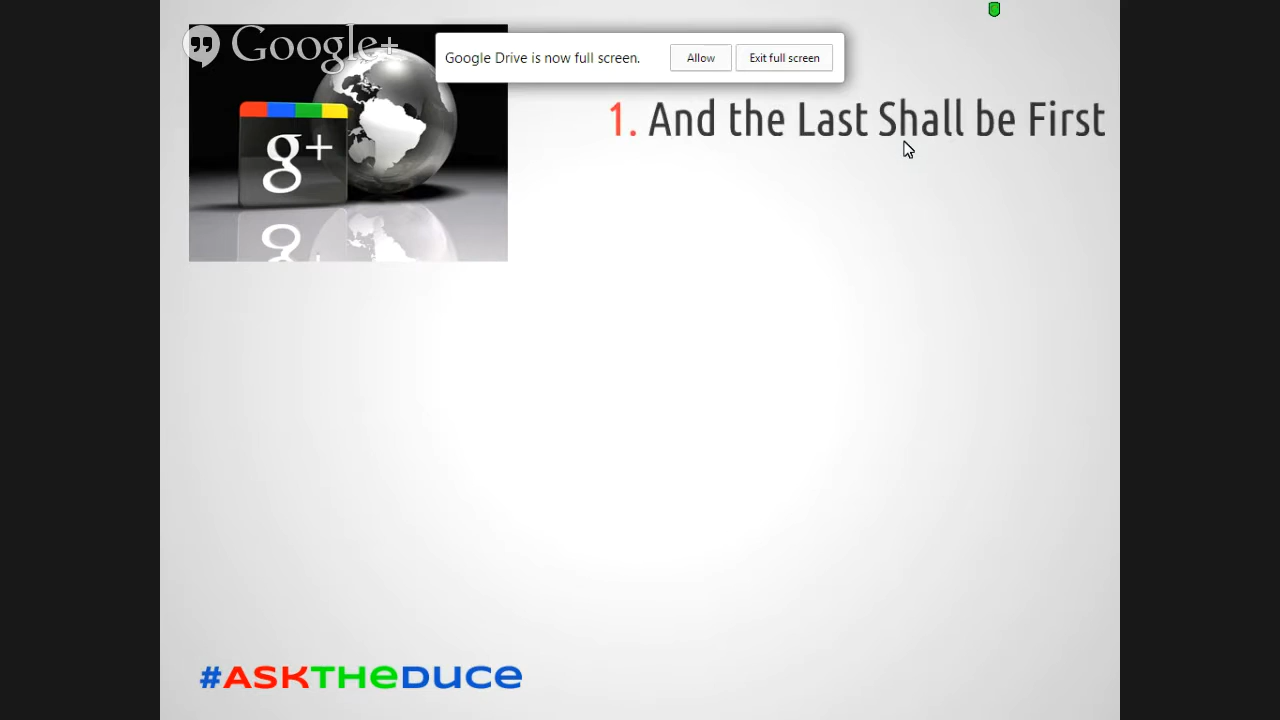 Google+
Google Drive is now full screen.
Allow
Exit full screen
g+
1. And the Last Shall be First
#ASKTHEDUCE